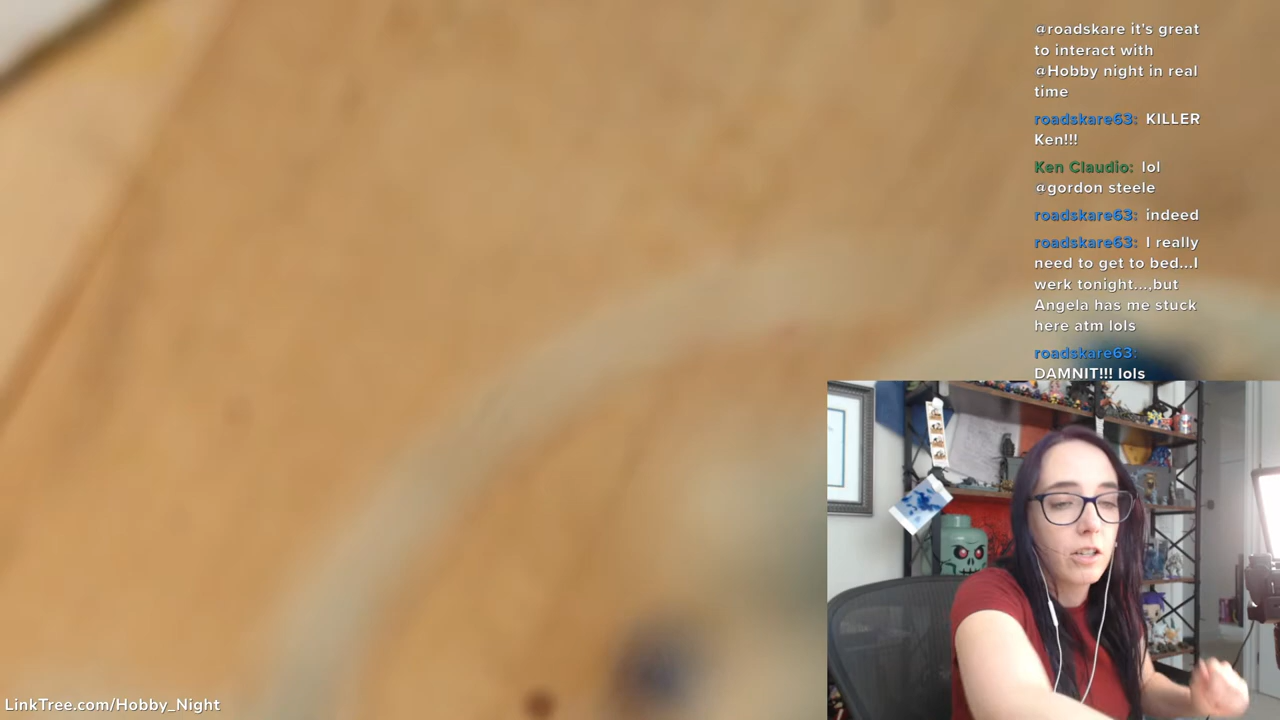 @roadskare it's great
to interact with
@Hobby night in real
time
roadskare63: KILLER
Ken!!!
Ken Claudio: lol
@gordon steele
roadskare63: indeed
roadskare63: I really
need to get to bed...I
werk tonight...,but
Angela has me stuck
here atm lols
roadskare63:
DAMNIT!!! lols
LinkTree.com/Hobby_Night